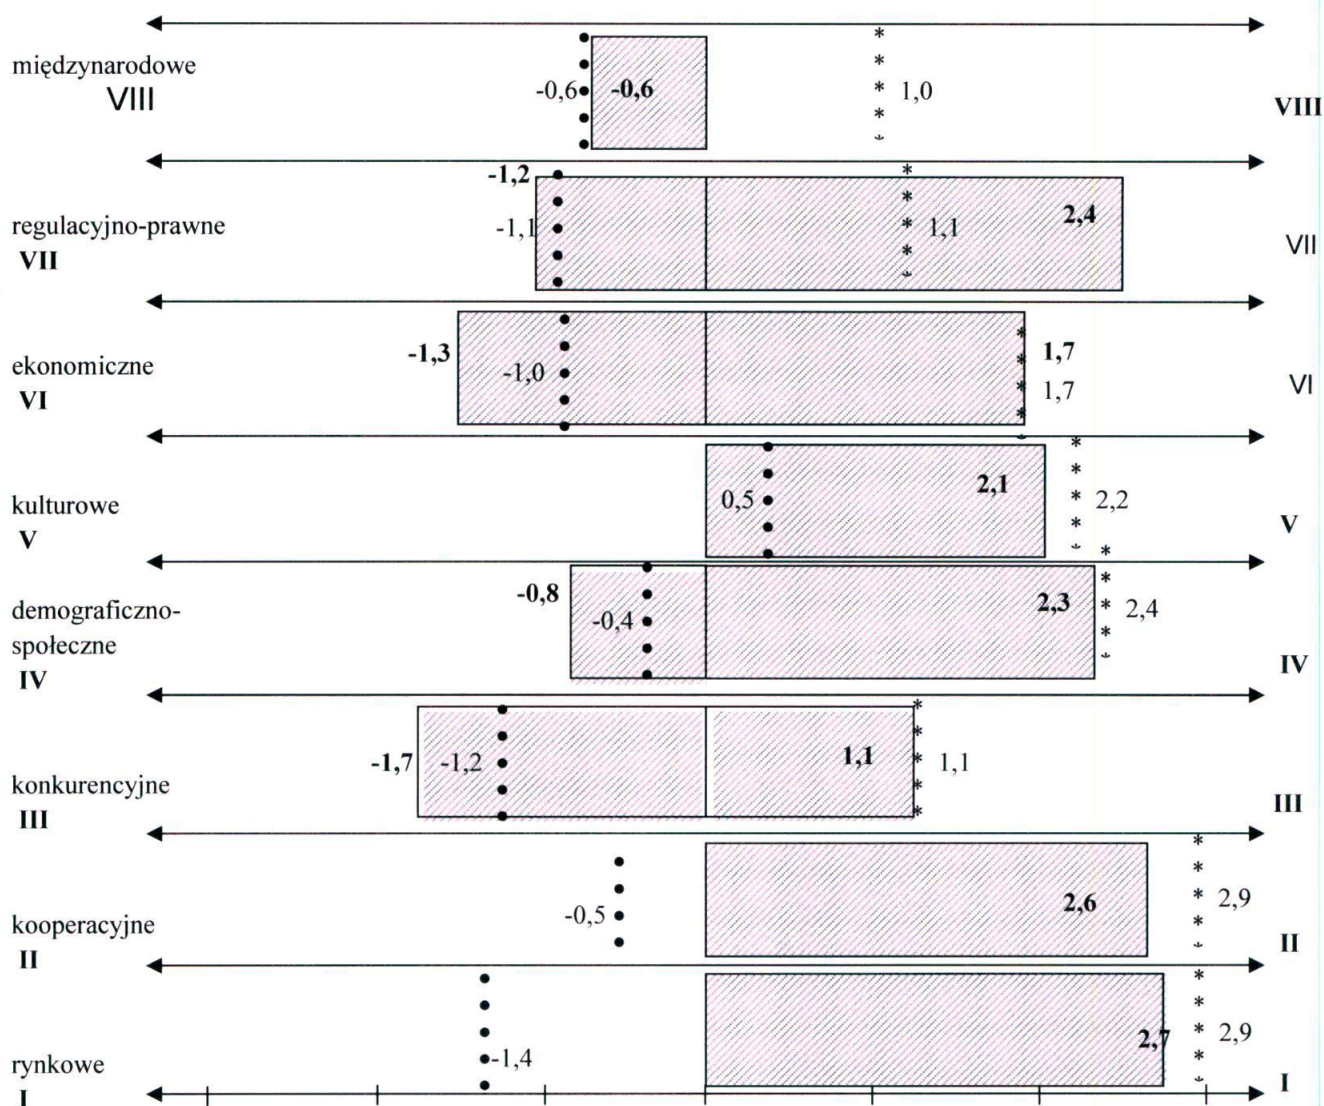 międzynarodowe
VIII
-0,6
-0,6
1,0
VIII
-1,2
regulacyjno-prawne
VII
-1,1
1,1
2,4
VII
ekonomiczne
VI
-1,3
-1,0
1,7
1,7
VI
kulturowe
V
0,5
2,1
2,2
V
demograficzno-
społeczne
IV
-0,8
-0,4
2,3
2,4
IV
konkurencyjne
III
-1,7
-1,2
1,1
1,1
III
kooperacyjne
II
-0,5
2,6
2,9
II
rynkowe
I
-1,4
2,7
2,9
I